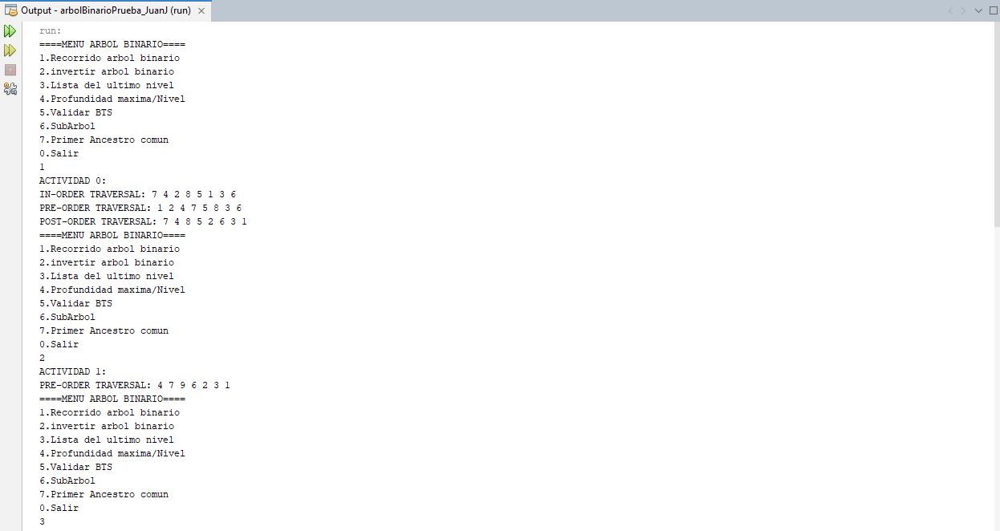 Output - arbolBinarioPrueba_JuanJ (run)
run:
====MENU ARBOL BINARIO====
1.Recorrido arbol binario
2.invertir arbol binario
3.Lista del ultimo nivel
4.Profundidad maxima/Nivel
5.Validar BTS
6.SubArbol
7.Primer Ancestro comun
0.Salir
1
ACTIVIDAD 0:
IN-ORDER TRAVERSAL: 7 4 2 8 5 1 3 6
PRE-ORDER TRAVERSAL: 1 2 4 7 5 8 3 6
POST-ORDER TRAVERSAL: 7 4 8 5 2 6 3 1
====MENU ARBOL BINARIO====
1.Recorrido arbol binario
2.invertir arbol binario
3.Lista del ultimo nivel
4.Profundidad maxima/Nivel
5.Validar BTS
6.SubArbol
7.Primer Ancestro comun
0.Salir
2
ACTIVIDAD 1:
PRE-ORDER TRAVERSAL: 4 7 9 6 2 3 1
====MENU ARBOL BINARIO====
1.Recorrido arbol binario
2.invertir arbol binario
3.Lista del ultimo nivel
4.Profundidad maxima/Nivel
5.Validar BTS
6.SubArbol
7.Primer Ancestro comun
0.Salir
3